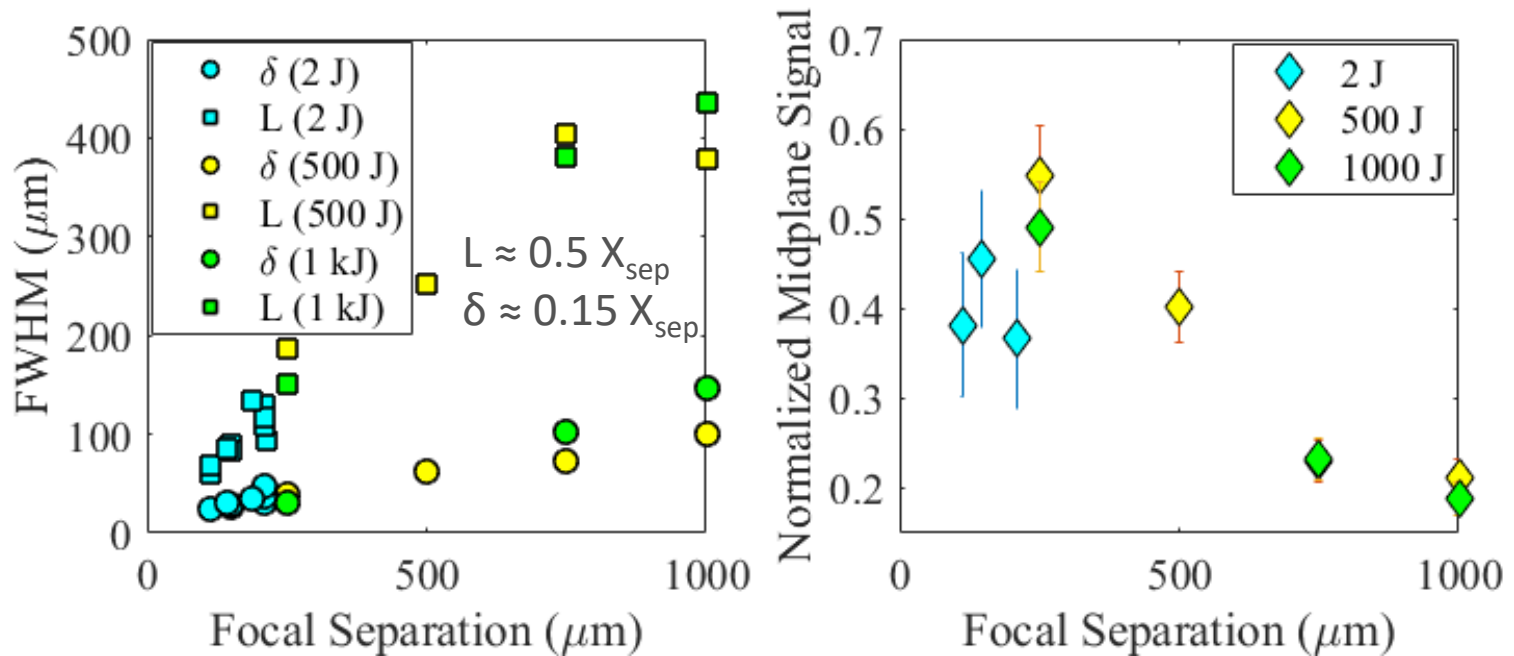 500
400
300
200
100
0
FWHM (μm)
δ (2 J)
L (2 J)
δ (500 J)
L (500 J)
δ (1 kJ)
L (1 kJ)
L ≈ 0.5 Xsep
δ ≈ 0.15 Xsep
0 500 1000
Focal Separation (μm)
0.7
0.6
0.5
0.4
0.3
0.2
Normalized Midplane Signal
2 J
500 J
1000 J
0 500 1000
Focal Separation (μm)